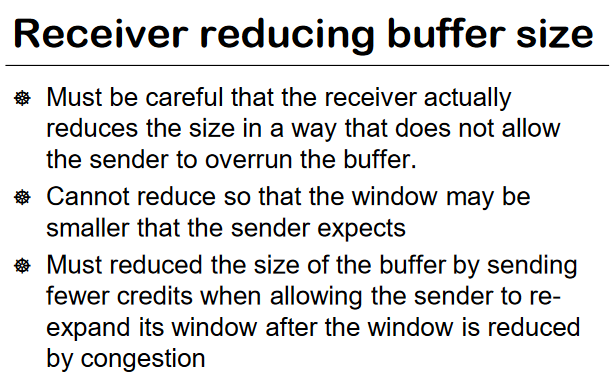 Receiver reducing buffer size
Must be careful that the receiver actually
reduces the size in a way that does not allow
the sender to overrun the buffer.
Cannot reduce so that the window may be
smaller that the sender expects
Must reduced the size of the buffer by sending
fewer credits when allowing the sender to re-
expand its window after the window is reduced
by congestion